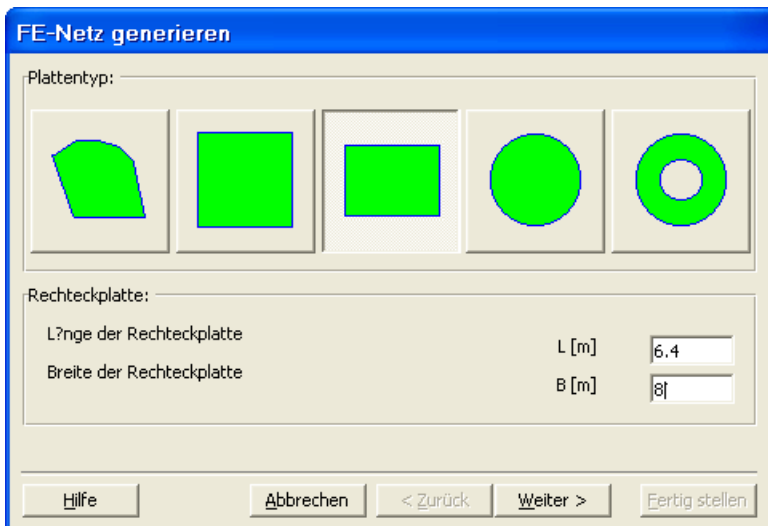 FE-Netz generieren
Plattentyp:
Rechteckplatte:
L?nge der Rechteckplatte
L [m]
6.4
Breite der Rechteckplatte
B [m]
8
Hilfe
Abbrechen
< Zurück
Weiter >
Fertig stellen